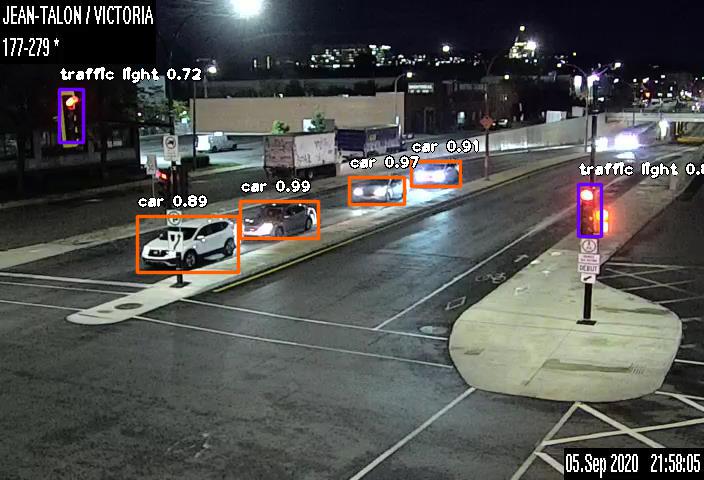 JEAN-TALON / VICTORIA
177-279 *
traffic light 0.72
car 0.91
car 0.97
traffic light 0.8
car 0.99
car 0.89
DÉBUT
05.Sep 2020 21:58:05